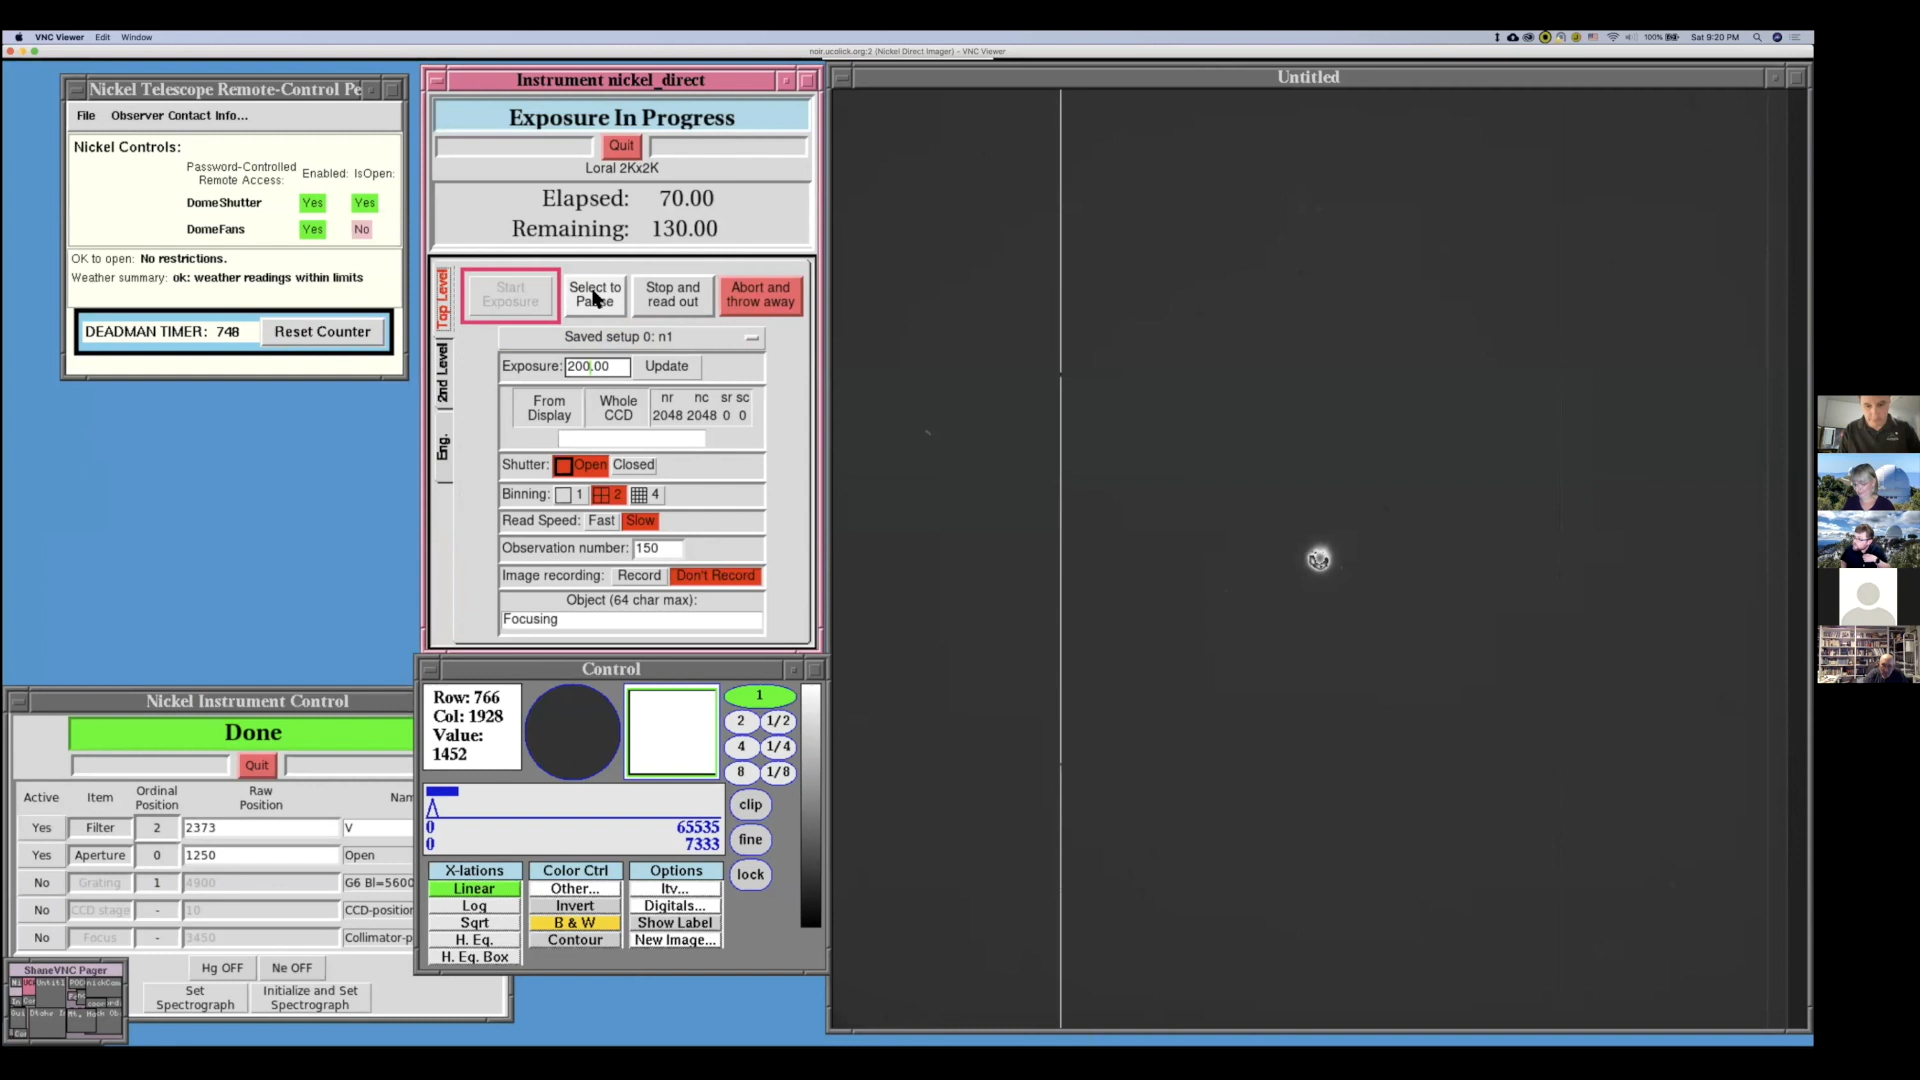 VNC Viewer Edit Window
100% Sat 9:20 PM
noir.ucolick.org:2 (Nickel Direct Imager) - VNC Viewer
Nickel Telescope Remote-Control Pe
File Observer Contact Info...
Nickel Controls:
Password-Controlled Remote Access: Enabled: IsOpen:
DomeShutter Yes Yes
DomeFans Yes No
OK to open: No restrictions.
Weather summary: ok: weather readings within limits
DEADMAN TIMER: 748 Reset Counter
Instrument nickel_direct
Exposure In Progress
Quit
Loral 2Kx2K
Elapsed: 70.00
Remaining: 130.00
Top Level
2nd Level
Eng.
Start Exposure
Select to Pause
Stop and read out
Abort and throw away
Saved setup 0: n1
Exposure: 200.00 Update
From Display
Whole CCD
nr nc sr sc
2048 2048 0 0
Shutter: Open Closed
Binning: 1 2 4
Read Speed: Fast Slow
Observation number: 150
Image recording: Record Don't Record
Object (64 char max):
Focusing
Untitled
Nickel Instrument Control
Done
Quit
Active Item Ordinal Position Raw Position Nam
Yes Filter 2 2373 V
Yes Aperture 0 1250 Open
No Grating 1 4900 G6 Bl=5600
No CCD stage - 10 CCD-position
No Focus - 3450 Collimator-p
Hg OFF Ne OFF
Set Spectrograph
Initialize and Set Spectrograph
ShaneVNC Pager
Control
Row: 766
Col: 1928
Value:
1452
1
2 1/2
4 1/4
8 1/8
clip
fine
lock
0 65535
0 7333
X-lations Color Ctrl Options
Linear Other... Itv...
Log Invert Digitals...
Sqrt B & W Show Label
H. Eq. Contour New Image...
H. Eq. Box